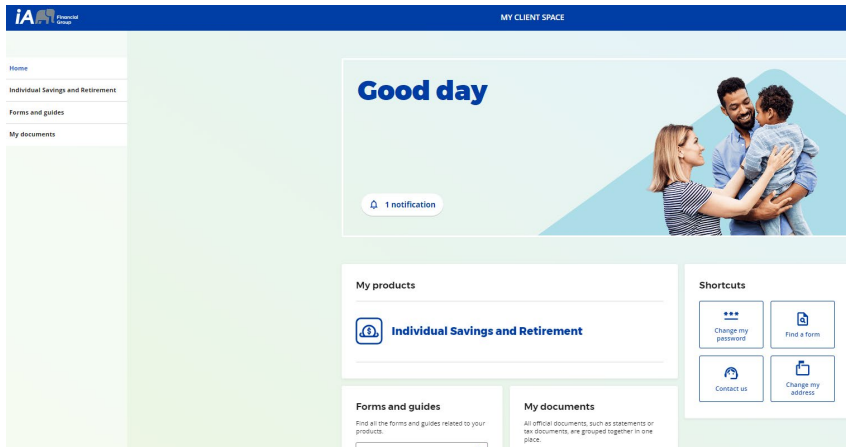 iA Financial
Group
MY CLIENT SPACE
Home
Individual Savings and Retirement
Forms and guides
My documents
Good day
1 notification
My products
Individual Savings and Retirement
Shortcuts
Change my
password
Find a form
Contact us
Change my
address
Forms and guides
Find all the forms and guides related to your
products.
My documents
All official documents, such as statements or
tax documents, are grouped together in one
place.